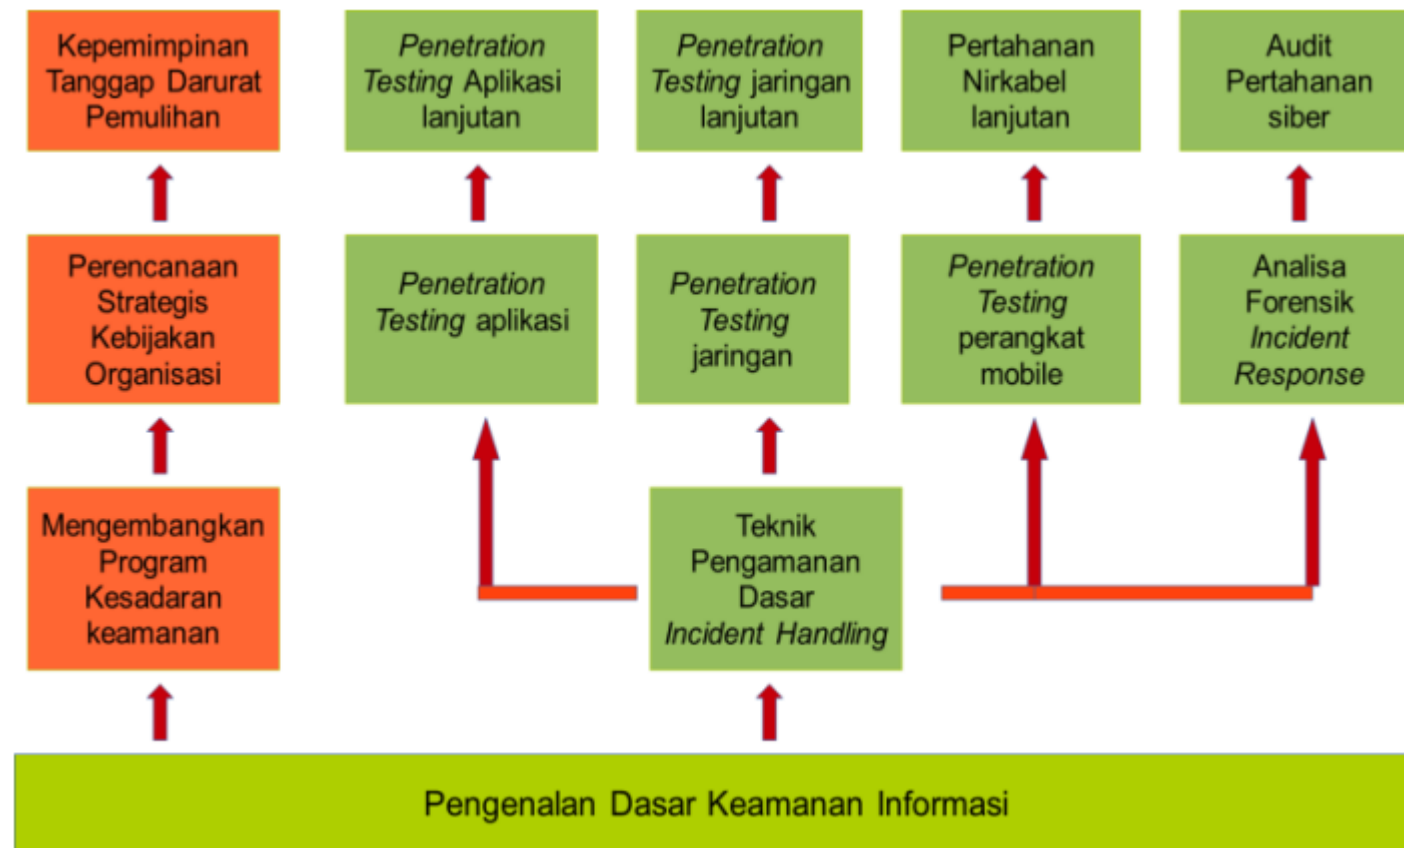 Kepemimpinan
Tanggap Darurat
Pemulihan
Penetration
Testing Aplikasi
lanjutan
Penetration
Testing jaringan
lanjutan
Pertahanan
Nirkabel
lanjutan
Audit
Pertahanan
siber
Perencanaan
Strategis
Kebijakan
Organisasi
Penetration
Testing aplikasi
Penetration
Testing
jaringan
Penetration
Testing
perangkat
mobile
Analisa
Forensik
Incident
Response
Mengembangkan
Program
Kesadaran
keamanan
Teknik
Pengamanan
Dasar
Incident Handling
Pengenalan Dasar Keamanan Informasi